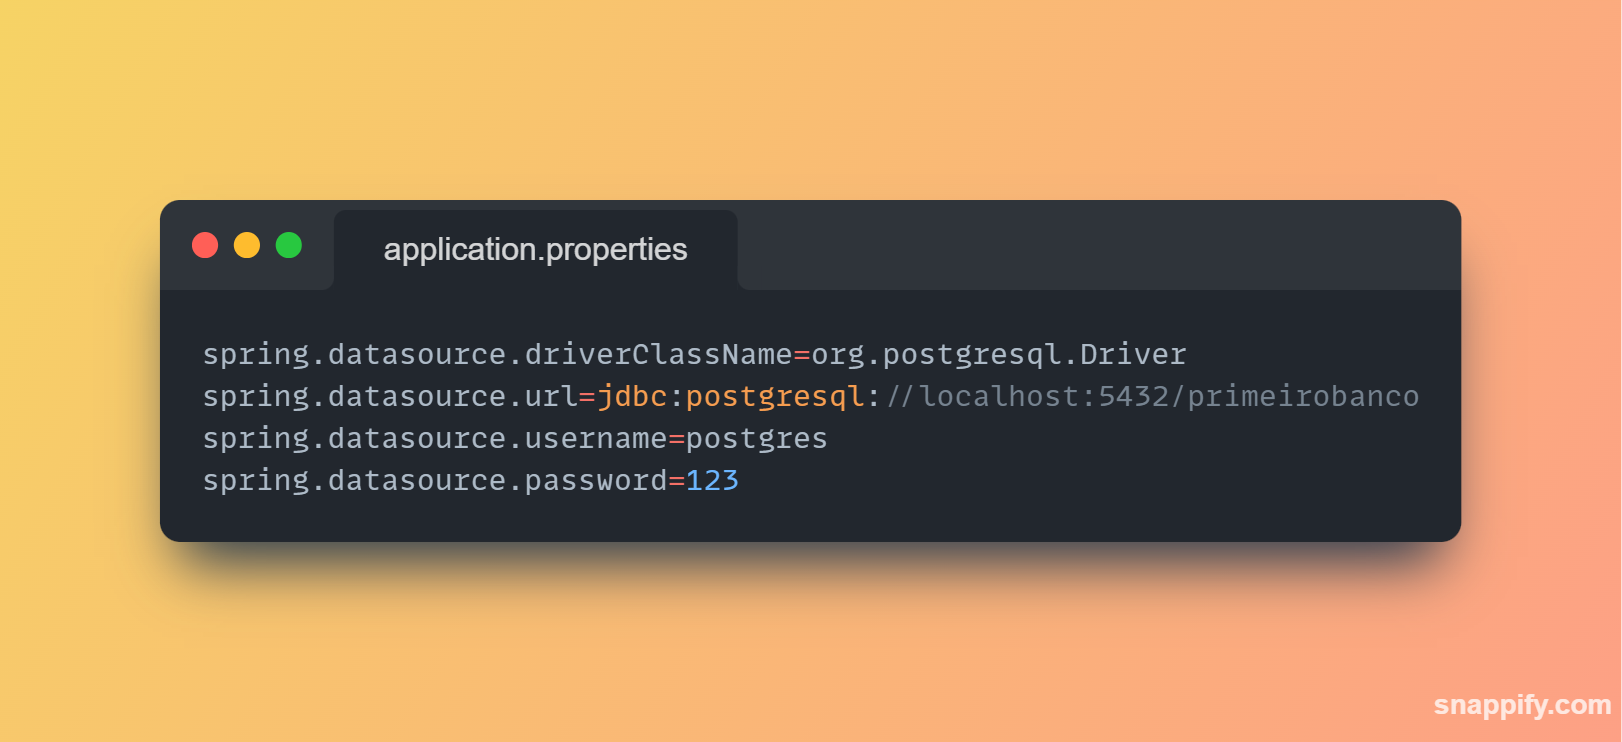 application.properties
spring.datasource.driverClassName=org.postgresql.Driver
spring.datasource.url=jdbc:postgresql://localhost:5432/primeirobanco
spring.datasource.username=postgres
spring.datasource.password=123
snappify.com